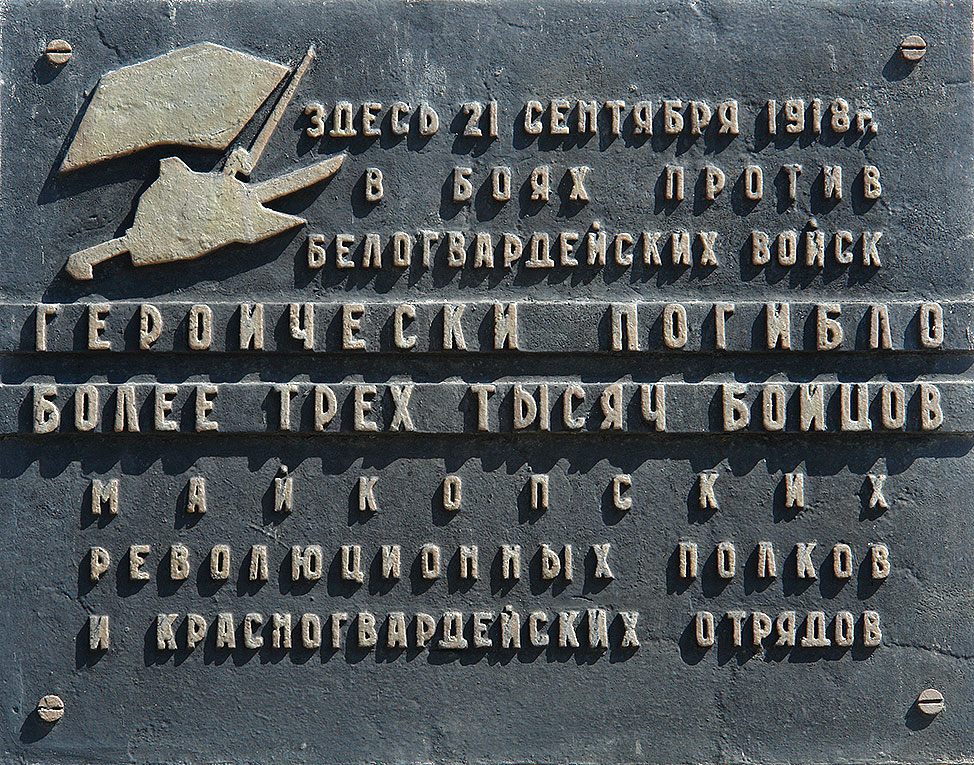 ЗДЕСЬ 21 СЕНТЯБРЯ 1918г.
В БОЯХ ПРОТИВ
БЕЛОГВАРДЕЙСКИХ ВОЙСК
ГЕРОИЧЕСКИ ПОГИБЛО
БОЛЕЕ ТРЕХ ТЫСЯЧ БОЙЦОВ
МАЙКОПСКИХ
РЕВОЛЮЦИОННЫХ ПОЛКОВ
И КРАСНОГВАРДЕЙСКИХ ОТРЯДОВ